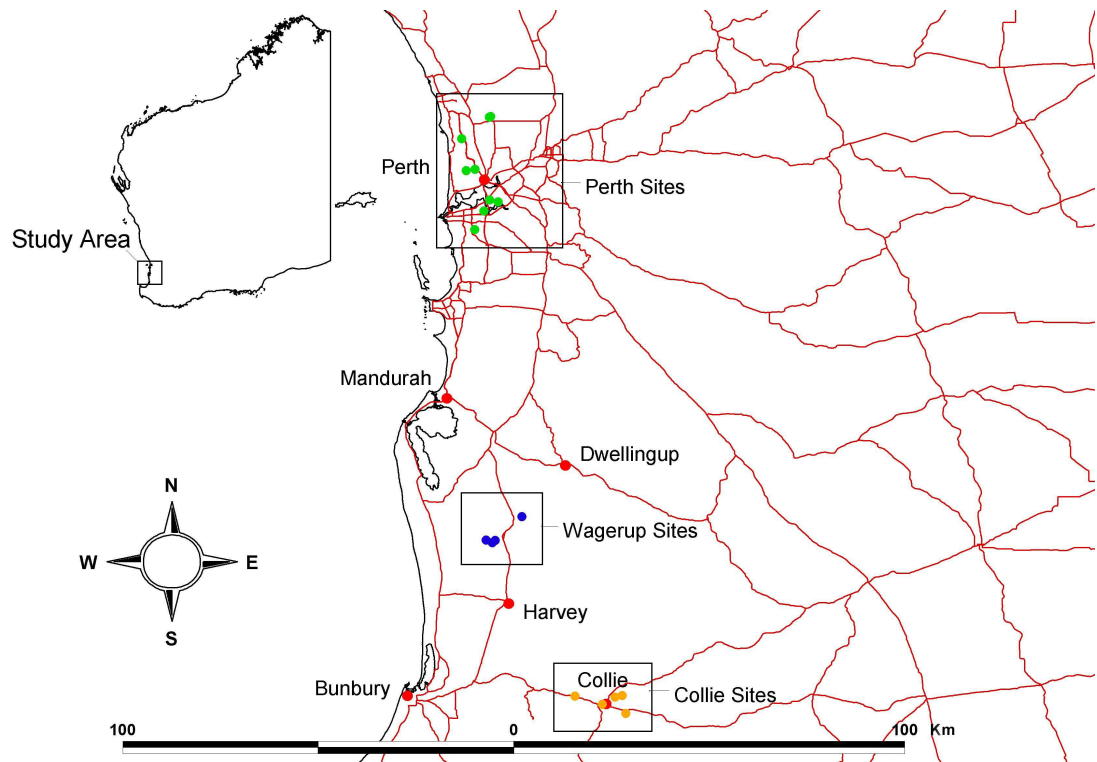 Perth
Perth Sites
Study Area
Mandurah
Dwellingup
N
W
E
S
Wagerup Sites
Harvey
Bunbury
Collie
Collie Sites
100
0
100 Km